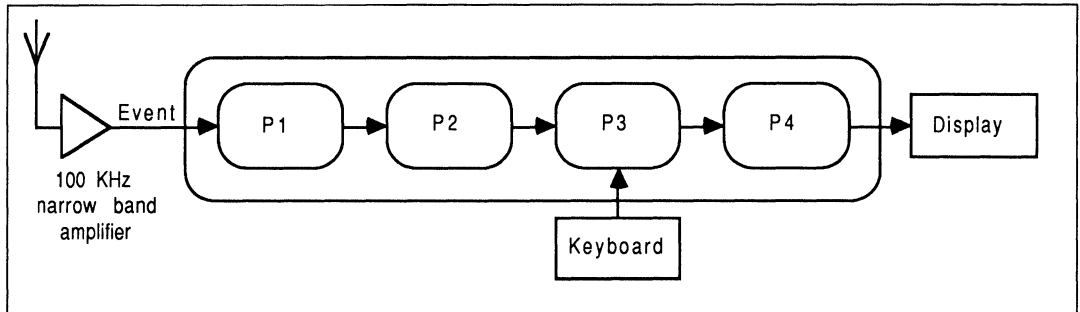 Event
P1
P2
P3
P4
Display
100 KHz
narrow band
amplifier
Keyboard